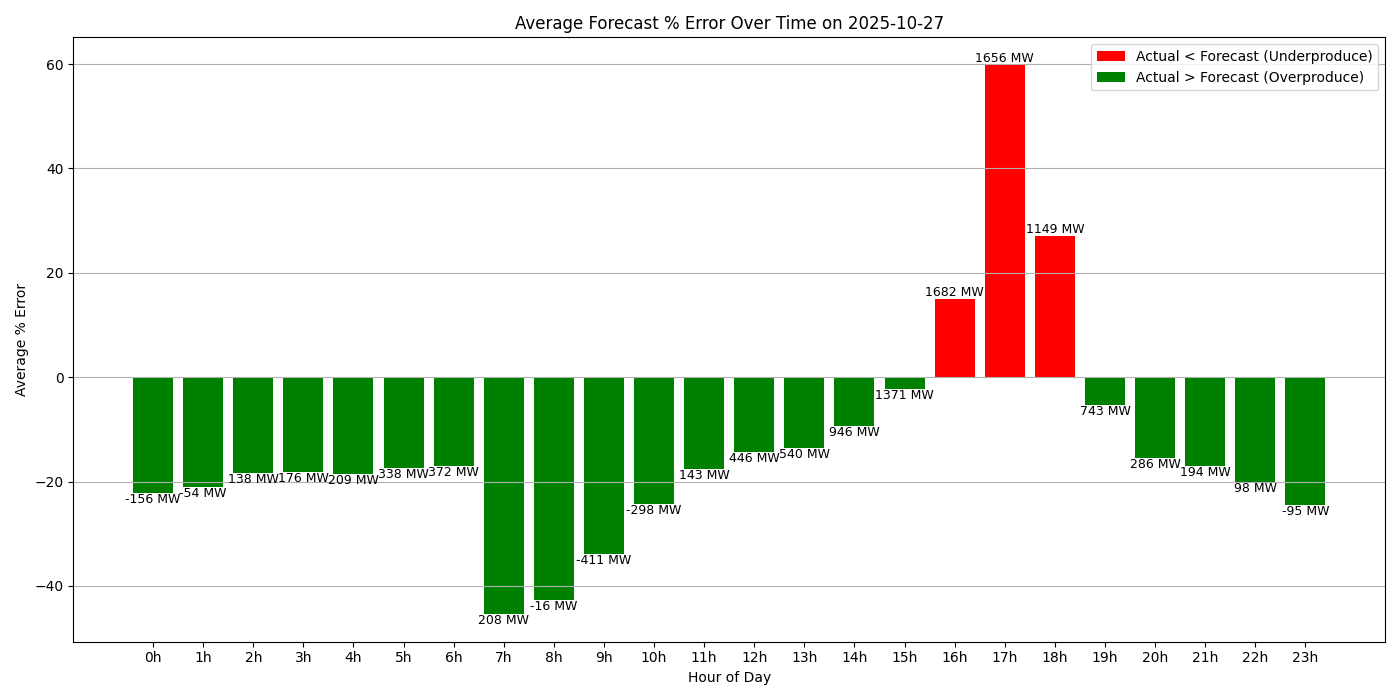 Average Forecast % Error Over Time on 2025-10-27
Actual < Forecast (Underproduce)
Actual > Forecast (Overproduce)
Average % Error
60
40
20
0
−20
−40
-156 MW
-54 MW
138 MW
176 MW
209 MW
338 MW
372 MW
208 MW
-16 MW
-411 MW
-298 MW
143 MW
446 MW
540 MW
946 MW
1371 MW
1682 MW
1656 MW
1149 MW
743 MW
286 MW
194 MW
98 MW
-95 MW
0h 1h 2h 3h 4h 5h 6h 7h 8h 9h 10h 11h 12h 13h 14h 15h 16h 17h 18h 19h 20h 21h 22h 23h
Hour of Day